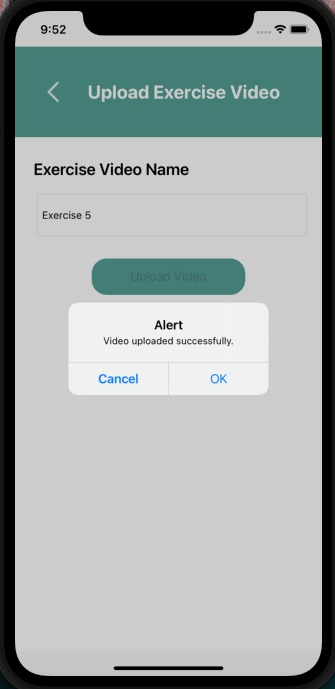 9:52
Upload Exercise Video
Exercise Video Name
Exercise 5
Upload Video
Alert
Video uploaded successfully.
Cancel OK